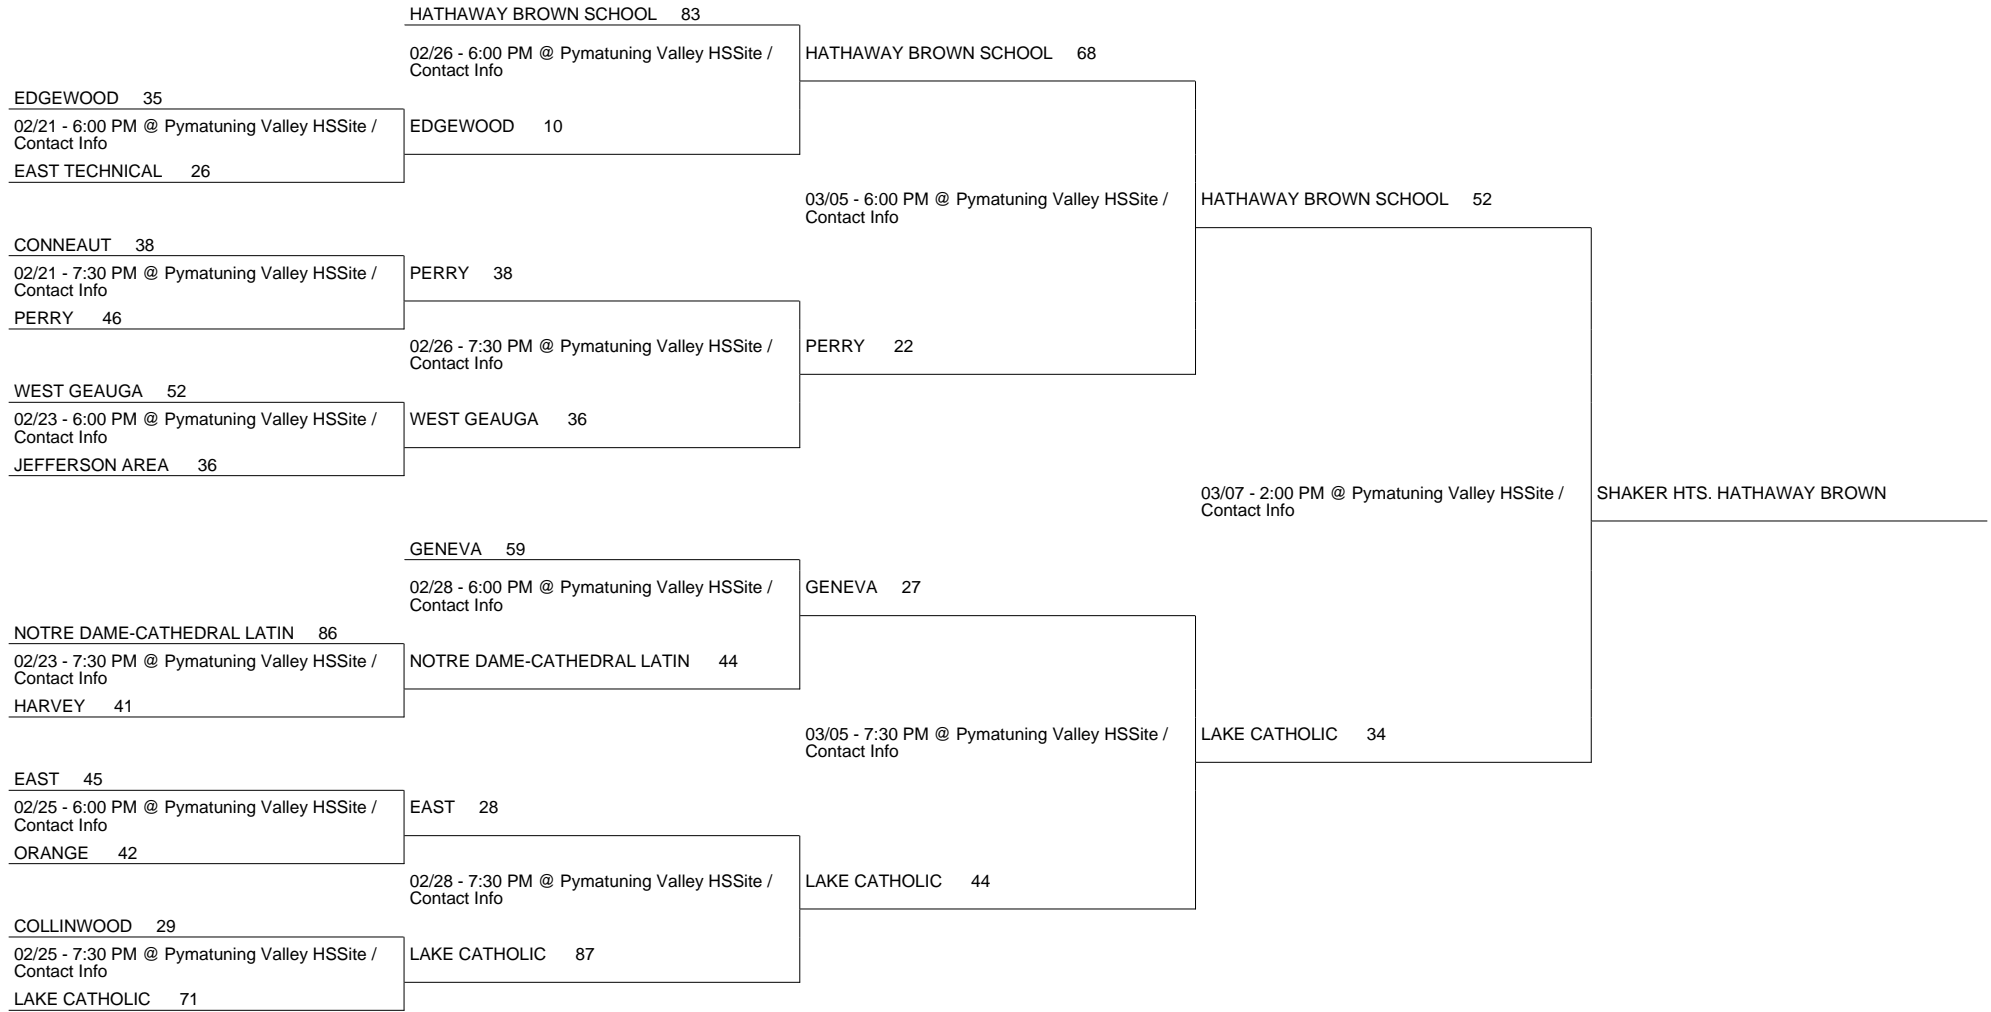 HATHAWAY BROWN SCHOOL 83
02/26 - 6:00 PM @ Pymatuning Valley HSSite /
Contact Info
HATHAWAY BROWN SCHOOL 68
EDGEWOOD 35
02/21 - 6:00 PM @ Pymatuning Valley HSSite /
Contact Info
EDGEWOOD 10
EAST TECHNICAL 26
03/05 - 6:00 PM @ Pymatuning Valley HSSite /
Contact Info
HATHAWAY BROWN SCHOOL 52
CONNEAUT 38
02/21 - 7:30 PM @ Pymatuning Valley HSSite /
Contact Info
PERRY 38
PERRY 46
02/26 - 7:30 PM @ Pymatuning Valley HSSite /
Contact Info
PERRY 22
WEST GEAUGA 52
02/23 - 6:00 PM @ Pymatuning Valley HSSite /
Contact Info
WEST GEAUGA 36
JEFFERSON AREA 36
03/07 - 2:00 PM @ Pymatuning Valley HSSite /
Contact Info
SHAKER HTS. HATHAWAY BROWN
GENEVA 59
02/28 - 6:00 PM @ Pymatuning Valley HSSite /
Contact Info
GENEVA 27
NOTRE DAME-CATHEDRAL LATIN 86
02/23 - 7:30 PM @ Pymatuning Valley HSSite /
Contact Info
NOTRE DAME-CATHEDRAL LATIN 44
HARVEY 41
03/05 - 7:30 PM @ Pymatuning Valley HSSite /
Contact Info
LAKE CATHOLIC 34
EAST 45
02/25 - 6:00 PM @ Pymatuning Valley HSSite /
Contact Info
EAST 28
ORANGE 42
02/28 - 7:30 PM @ Pymatuning Valley HSSite /
Contact Info
LAKE CATHOLIC 44
COLLINWOOD 29
02/25 - 7:30 PM @ Pymatuning Valley HSSite /
Contact Info
LAKE CATHOLIC 87
LAKE CATHOLIC 71